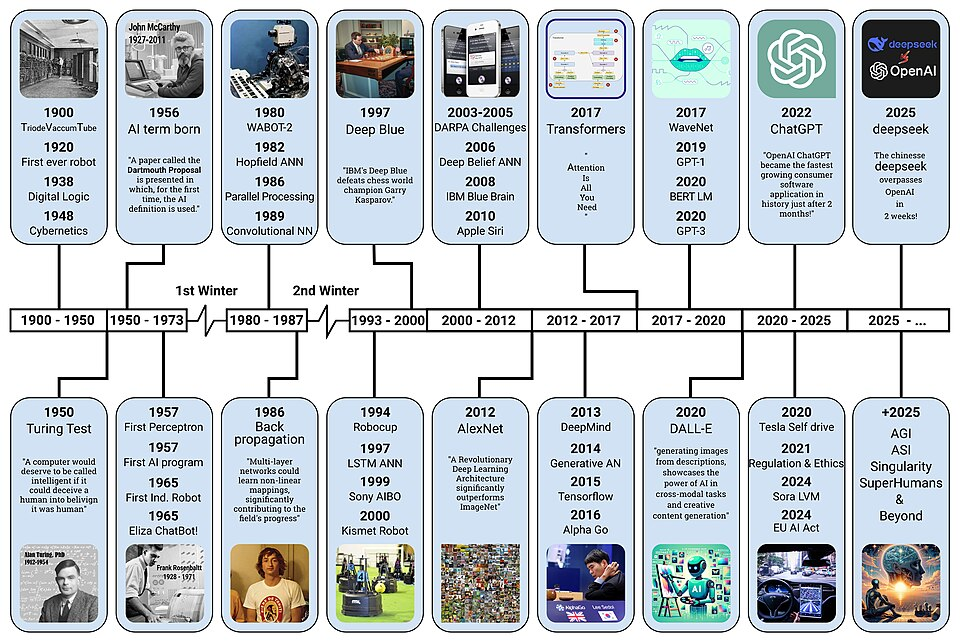 John McCarthy
1927-2011
deepseek
OpenAI
1900
TriodeVaccumTube
1920
First ever robot
1938
Digital Logic
1948
Cybernetics
1956
AI term born
"A paper called the
Dartmouth Proposal
is presented in
which, for the first
time, the AI
definition is used."
1980
WABOT-2
1982
Hopfield ANN
1986
Parallel Processing
1989
Convolutional NN
1997
Deep Blue
"IBM's Deep Blue
defeats chess world
champion Garry
Kasparov."
2003-2005
DARPA Challenges
2006
Deep Belief ANN
2008
IBM Blue Brain
2010
Apple Siri
2017
Transformers
"
Attention
Is
All
You
Need
"
2017
WaveNet
2019
GPT-1
2020
BERT LM
2020
GPT-3
2022
ChatGPT
"OpenAI ChatGPT
became the fastest
growing consumer
software
application in
history just after 2
months!"
2025
deepseek
The chinesse
deepseek
overpasses
OpenAI
in
2 weeks!
1st Winter
2nd Winter
1900 - 1950
1950 - 1973
1980 - 1987
1993 - 2000
2000 - 2012
2012 - 2017
2017 - 2020
2020 - 2025
2025 - ...
1950
Turing Test
"A computer would
deserve to be called
intelligent if it
could deceive a
human into belivign
it was human"
Alan Turing, PhD
1912-1954
1957
First Perceptron
1957
First AI program
1965
First Ind. Robot
1965
Eliza ChatBot!
Frank Rosenbaltt
1928 - 1971
1986
Back
propagation
"Multi-layer
networks could
learn non-linear
mappings,
significantly
contributing to the
field's progress"
1994
Robocup
1997
LSTM ANN
1999
Sony AIBO
2000
Kismet Robot
2012
AlexNet
"A Revolutionary
Deep Learning
Architecture
significantly
outperforms
ImageNet"
2013
DeepMind
2014
Generative AN
2015
Tensorflow
2016
Alpha Go
AlphaGo
Lee Sedol
2020
DALL-E
"generating images
from descriptions,
showcases the
power of AI in
cross-modal tasks
and creative
content generation"
AI
2020
Tesla Self drive
2021
Regulation & Ethics
2024
Sora LVM
2024
EU AI Act
+2025
AGI
ASI
Singularity
SuperHumans
&
Beyond